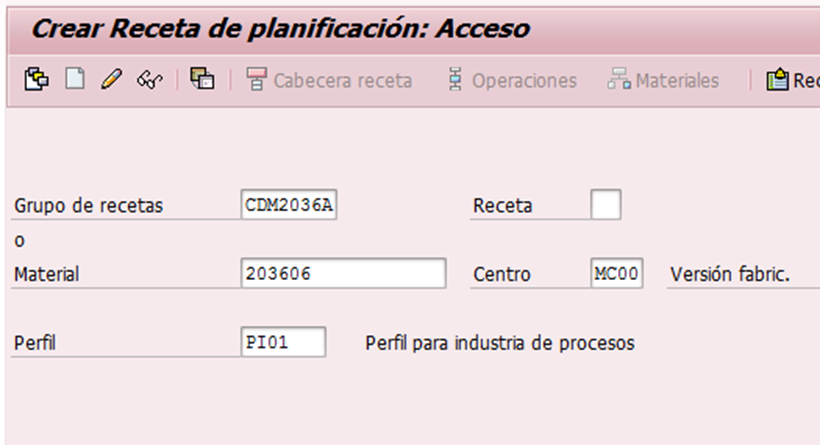 Crear Receta de planificación: Acceso
Cabecera receta Operaciones Materiales
Grupo de recetas CDM2036A Receta
o
Material 203606 Centro MC00 Versión fabric.
Perfil PI01 Perfil para industria de procesos